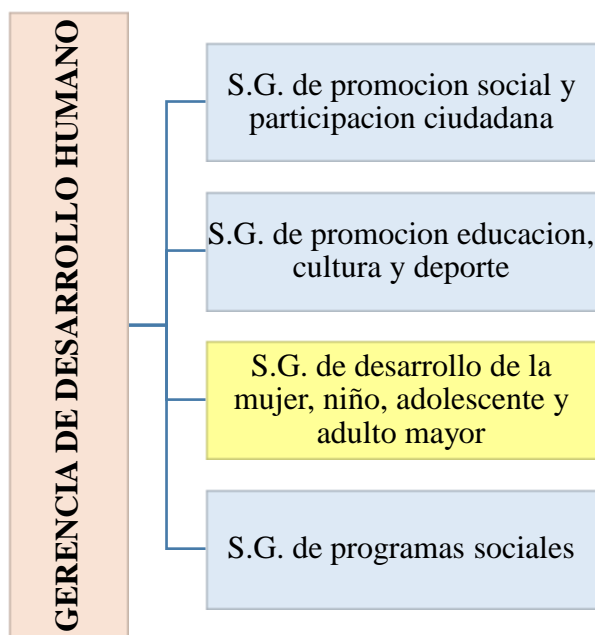 GERENCIA DE DESARROLLO HUMANO
S.G. de promocion social y
participacion ciudadana
S.G. de promocion educacion,
cultura y deporte
S.G. de desarrollo de la
mujer, niño, adolescente y
adulto mayor
S.G. de programas sociales